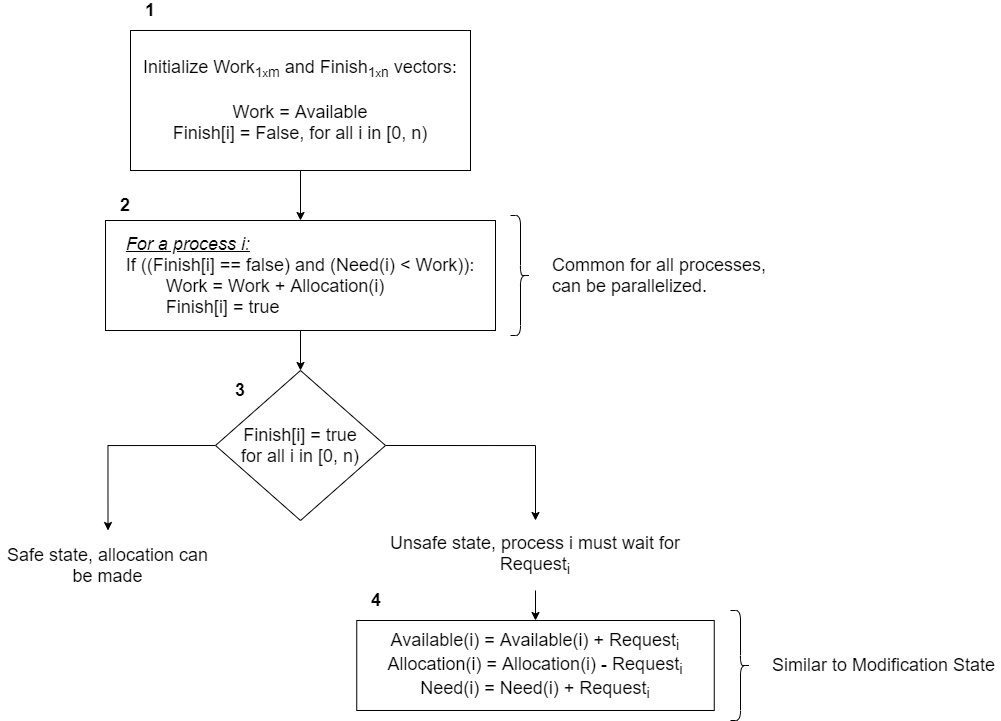 1
Initialize Work1xm and Finish1xn vectors:
Work = Available
Finish[i] = False, for all i in [0, n)
2
For a process i:
If ((Finish[i] == false) and (Need(i) < Work)):
Work = Work + Allocation(i)
Finish[i] = true
Common for all processes,
can be parallelized.
3
Finish[i] = true
for all i in [0, n)
Safe state, allocation can
be made
Unsafe state, process i must wait for
Requesti
4
Available(i) = Available(i) + Requesti
Allocation(i) = Allocation(i) - Requesti
Need(i) = Need(i) + Requesti
Similar to Modification State